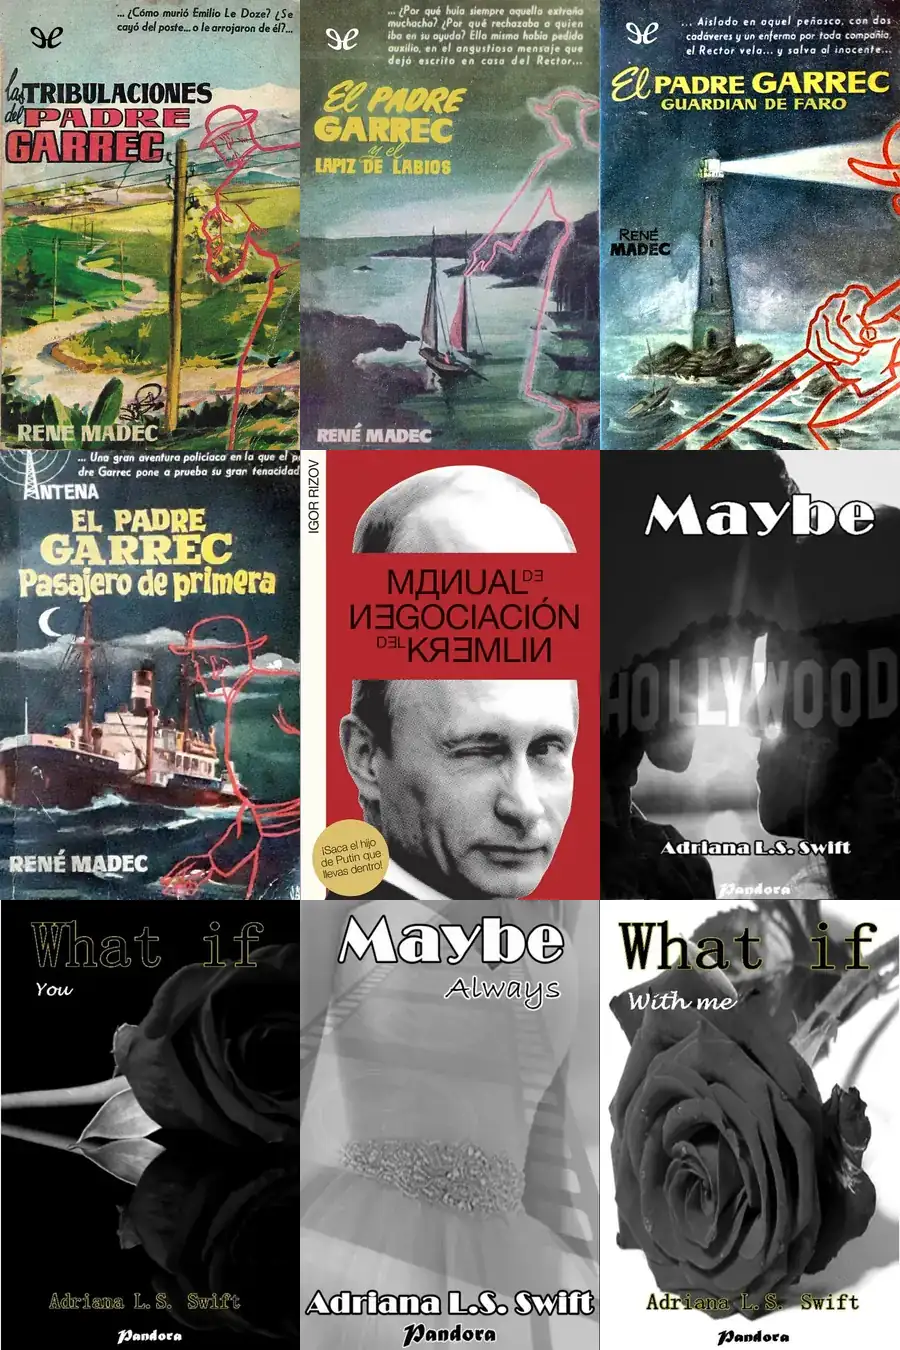 ... ¿Cómo murió Emilio Le Doze? ¿Se
cayó del poste... o le arrojaron de él?...
las TRIBULACIONES
del PADRE
GARREC
RENÉ MADEC
... ¿Por qué huía siempre aquella extraña
muchacha? ¿Por qué rechazaba a quien
iba en su ayuda? Ella misma había pedido
auxilio, en el angustioso mensaje que
dejó escrito en casa del Rector...
El PADRE
GARREC
y el
LAPIZ DE LABIOS
RENÉ MADEC
... Aislado en aquel peñasco, con dos
cadáveres y un enfermo por toda compañía,
el Rector vela... y salva al inocente...
El PADRE GARREC
GUARDIAN DE FARO
RENÉ
MADEC
... Una gran aventura policíaca en la que el pa
dre Garrec pone a prueba su gran tenacidad
ANTENA
EL PADRE
GARREC
Pasajero de primera
RENÉ MADEC
IGOR RIZOV
MДИUAL DE
ИƎGOCIACIÓN
DƎL KЯƎMLIИ
¡Saca el hijo
de Putin que
llevas dentro!
Maybe
HOLLYWOOD
Adriana L.S. Swift
Pandora
What if
You
Adriana L.S. Swift
Pandora
Maybe
Always
Adriana L.S. Swift
Pandora
What if
With me
Adriana L.S. Swift
Pandora